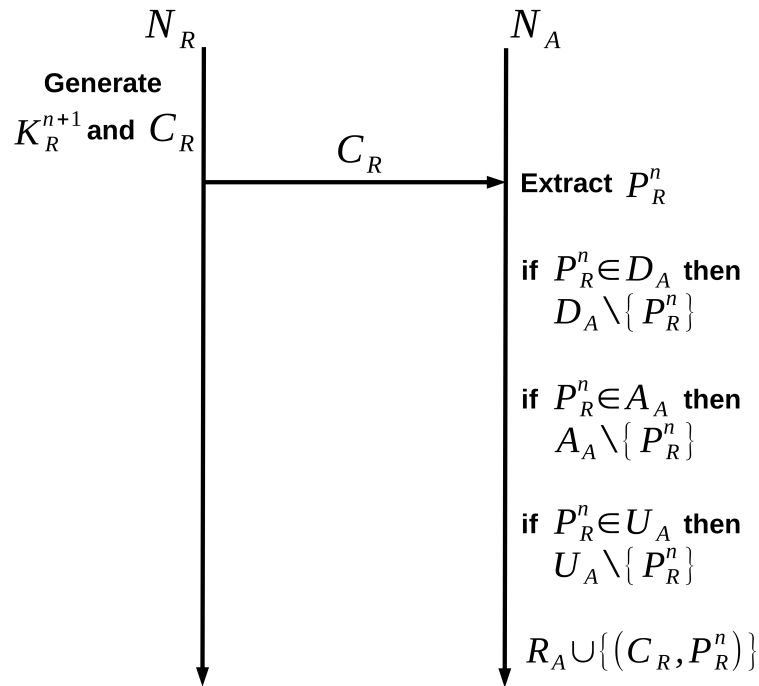 N_R N_A
Generate
K_R^{n+1} and C_R
C_R
Extract P_R^n
if P_R^n ∈ D_A then
D_A \ { P_R^n }
if P_R^n ∈ A_A then
A_A \ { P_R^n }
if P_R^n ∈ U_A then
U_A \ { P_R^n }
R_A ∪ {(C_R, P_R^n)}